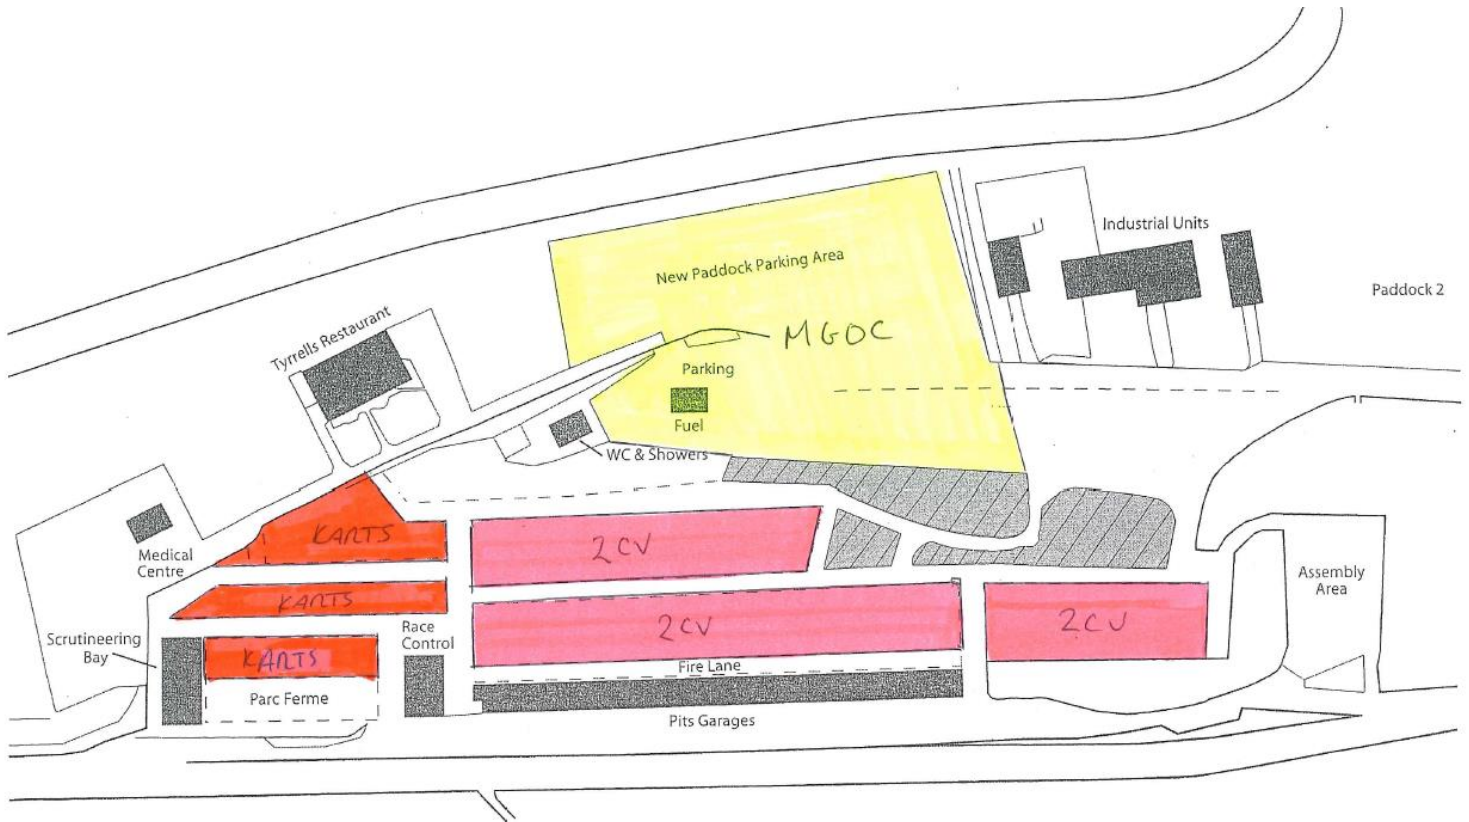 Industrial Units
New Paddock Parking Area
Paddock 2
Tyrrells Restaurant
MGOC
Parking
Fuel
WC & Showers
KARTS
2CV
Medical
Centre
Assembly
Area
KARTS
2CV
2CV
Race
Control
Scrutineering
Bay
KARTS
Fire Lane
Parc Ferme
Pits Garages